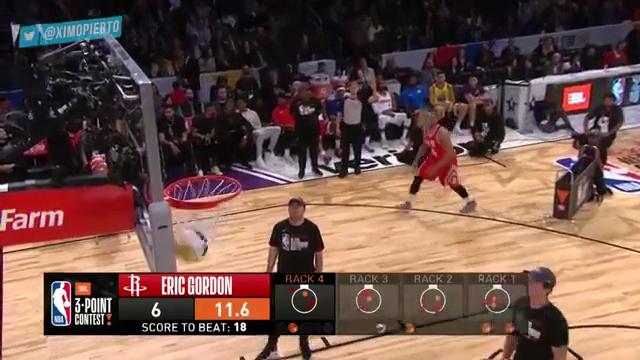 @XIMOPIERTO
JBL
Farm
NBA
JBL
3-POINT
CONTEST
ERIC GORDON
6
11.6
SCORE TO BEAT: 18
RACK 4
RACK 3
RACK 2
RACK 1